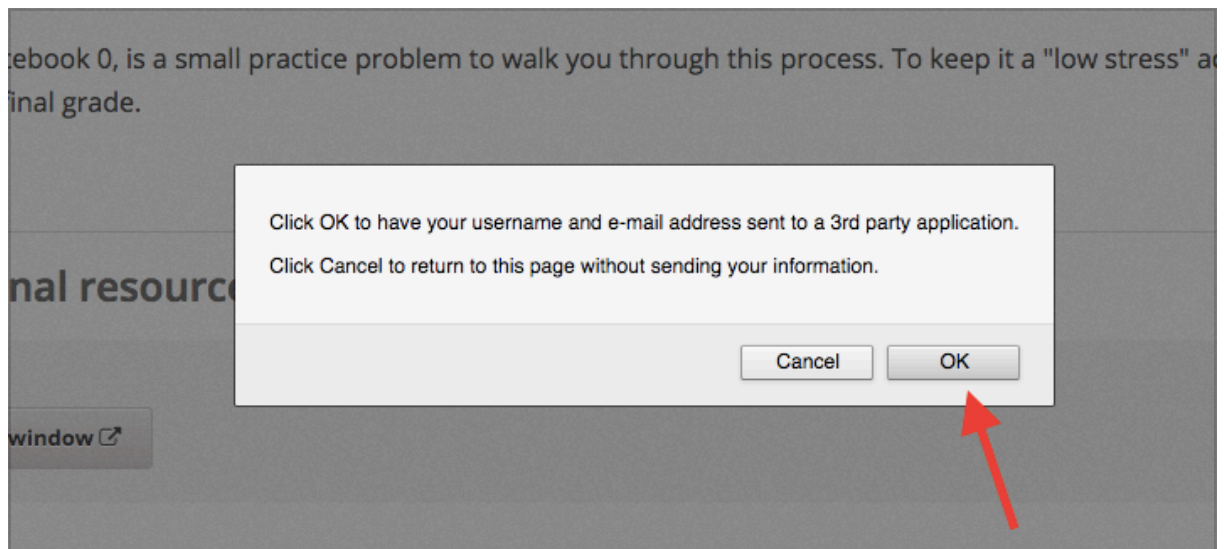 tebook 0, is a small practice problem to walk you through this process. To keep it a "low stress"
final grade.
Click OK to have your username and e-mail address sent to a 3rd party application.
Click Cancel to return to this page without sending your information.
nal resourc
Cancel
OK
window